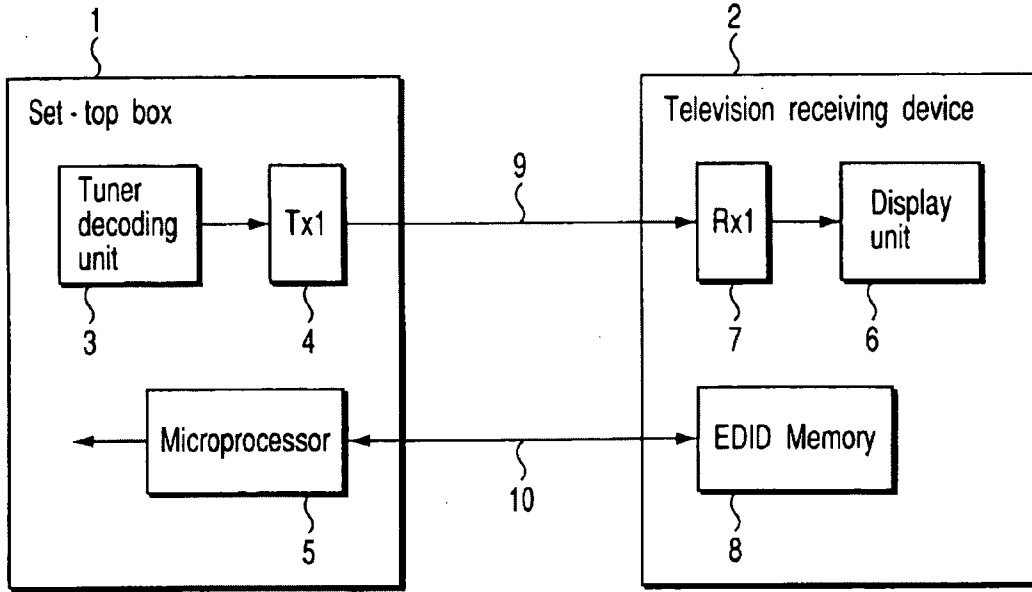 1
2
Set-top box
Television receiving device
Tuner
decoding
unit
Tx1
9
Rx1
Display
unit
3
4
7
6
Microprocessor
EDID Memory
10
5
8